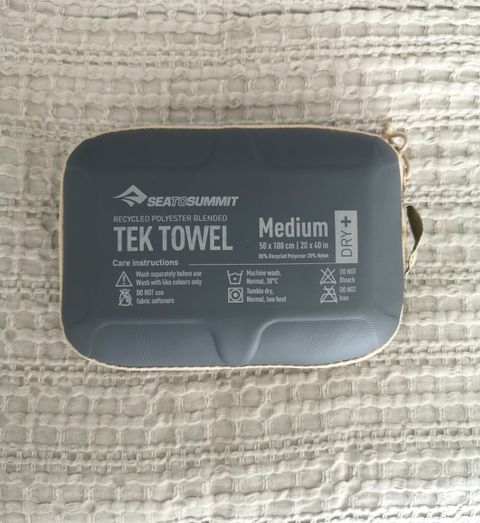 SEATOSUMMIT
RECYCLED POLYESTER BLENDED
TEK TOWEL
Medium
50 x 100 cm | 20 x 40 in
80% Recycled Polyester 20% Nylon
DRY+
Care instructions
Wash separately before use
Wash with like colours only
DO NOT use
fabric softeners
Machine wash,
Normal, 30°C
Tumble dry,
Normal, low heat
DO NOT
Bleach
DO NOT
Iron